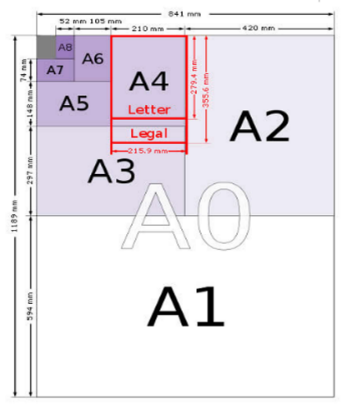 841 mm
52 mm 105 mm 210 mm 420 mm
A8
A7 A6
74 mm
A5
148 mm
A4
Letter
Legal
215.9 mm
279.4 mm
355.6 mm
A2
A3
297 mm
A0
1189 mm
A1
594 mm